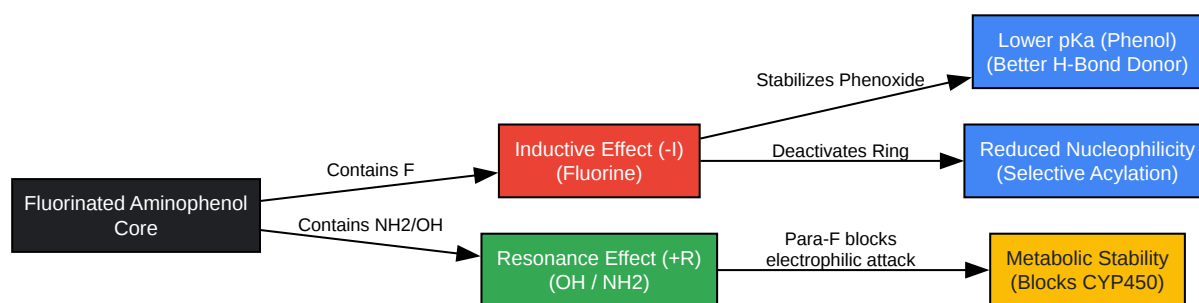 Lower pKa (Phenol)
(Better H-Bond Donor)
Stabilizes Phenoxide
Inductive Effect (-I)
(Fluorine)
Deactivates Ring
Reduced Nucleophilicity
(Selective Acylation)
Contains F
Fluorinated Aminophenol
Core
Contains NH2/OH
Resonance Effect (+R)
(OH / NH2)
Para-F blocks
electrophilic attack
Metabolic Stability
(Blocks CYP450)